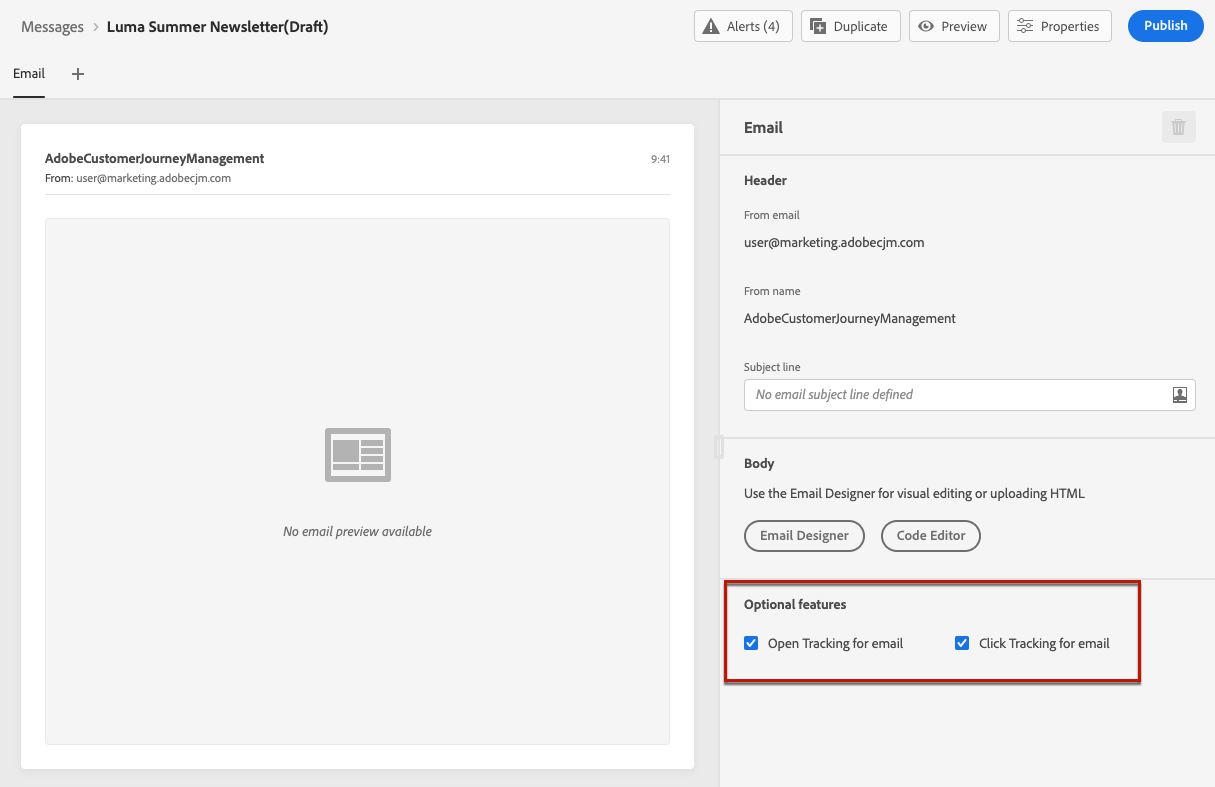 Messages > Luma Summer Newsletter(Draft)
Alerts (4)
Duplicate
Preview
Properties
Publish
Email
+
AdobeCustomerJourneyManagement
9:41
From: user@marketing.adobecjm.com
No email preview available
Email
Header
From email
user@marketing.adobecjm.com
From name
AdobeCustomerJourneyManagement
Subject line
No email subject line defined
Body
Use the Email Designer for visual editing or uploading HTML
Email Designer
Code Editor
Optional features
Open Tracking for email
Click Tracking for email